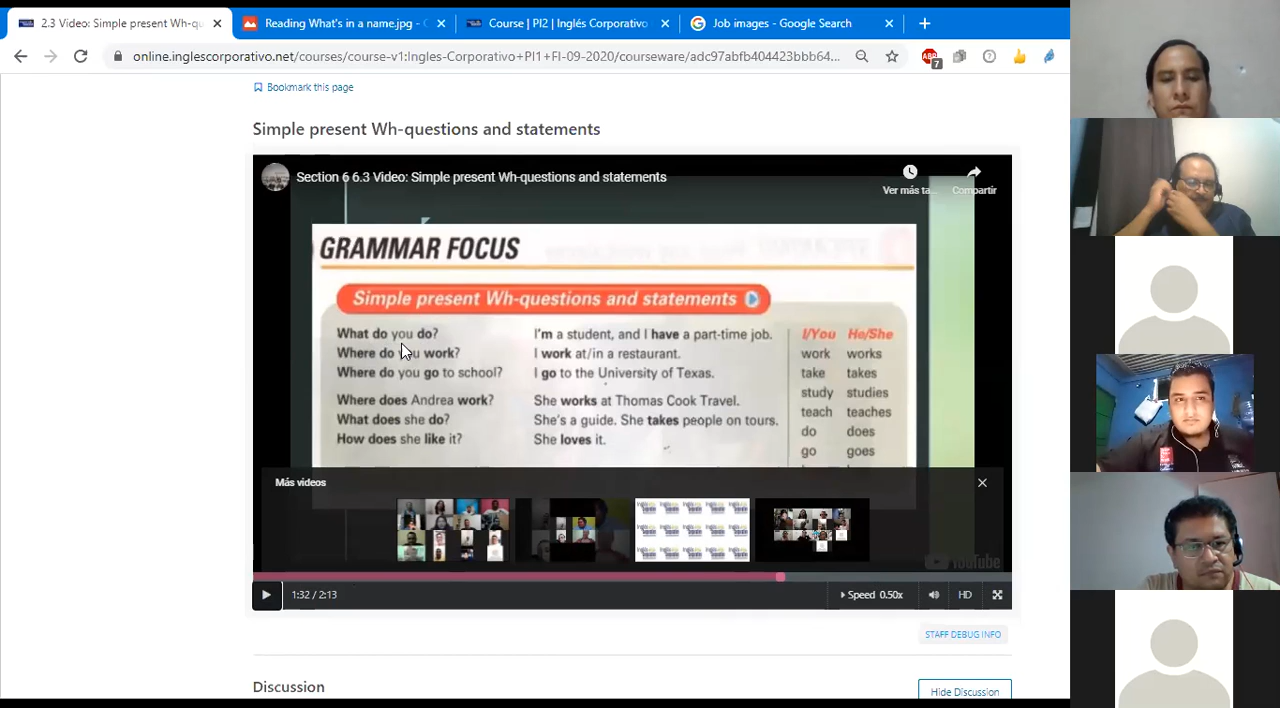 2.3 Video: Simple present Wh-qu
Reading What's in a name.jpg -
Course | PI2 | Inglés Corporativo
Job images - Google Search
online.inglescorporativo.net/courses/course-v1:Ingles-Corporativo+PI1+FI-09-2020/courseware/adc97abfb404423bbb64...
ABP
7
Bookmark this page
Simple present Wh-questions and statements
Section 6 6.3 Video: Simple present Wh-questions and statements
Ver más ta...
Compartir
GRAMMAR FOCUS
Simple present Wh-questions and statements
What do you do? I'm a student, and I have a part-time job.
Where do you work? I work at/in a restaurant.
Where do you go to school? I go to the University of Texas.
Where does Andrea work? She works at Thomas Cook Travel.
What does she do? She's a guide. She takes people on tours.
How does she like it? She loves it.
I/You He/She
work works
take takes
study studies
teach teaches
do does
go goes
Más videos
YouTube
1:32 / 2:13
Speed 0.50x
HD
STAFF DEBUG INFO
Discussion
Hide Discussion